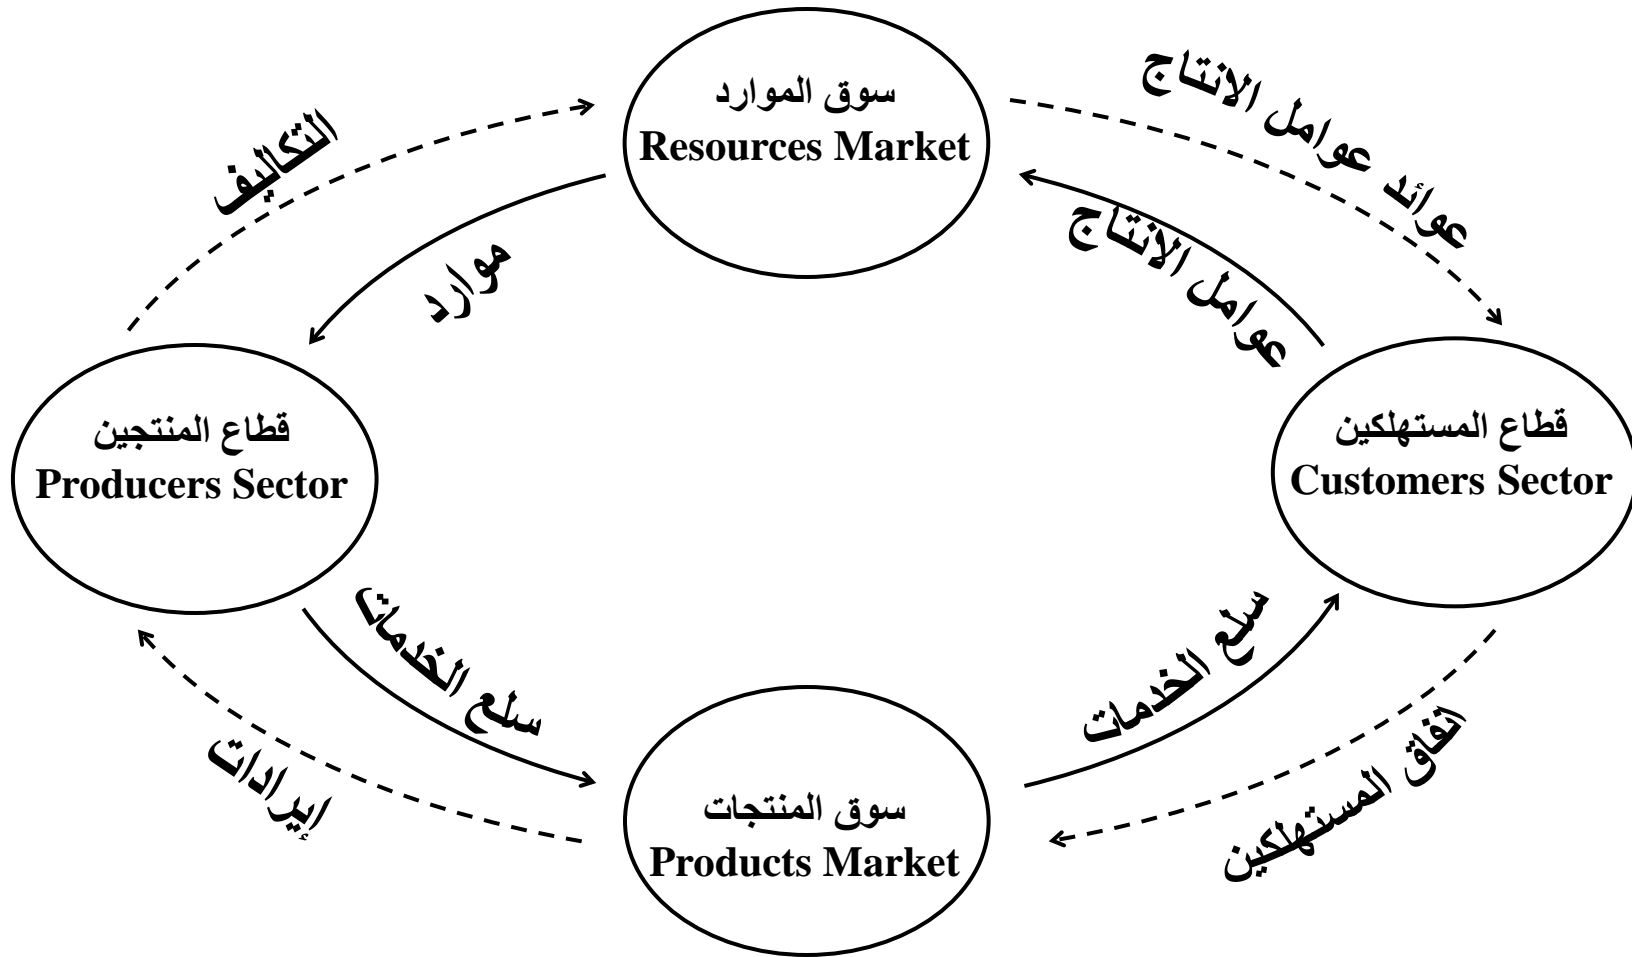 سوق الموارد
Resources Market
التكاليف
عوائد عوامل الانتاج
موارد
عوامل الانتاج
قطاع المنتجين
Producers Sector
قطاع المستهلكين
Customers Sector
سلع الخدمات
سلع الخدمات
إيرادات
انفاق المستهلكين
سوق المنتجات
Products Market